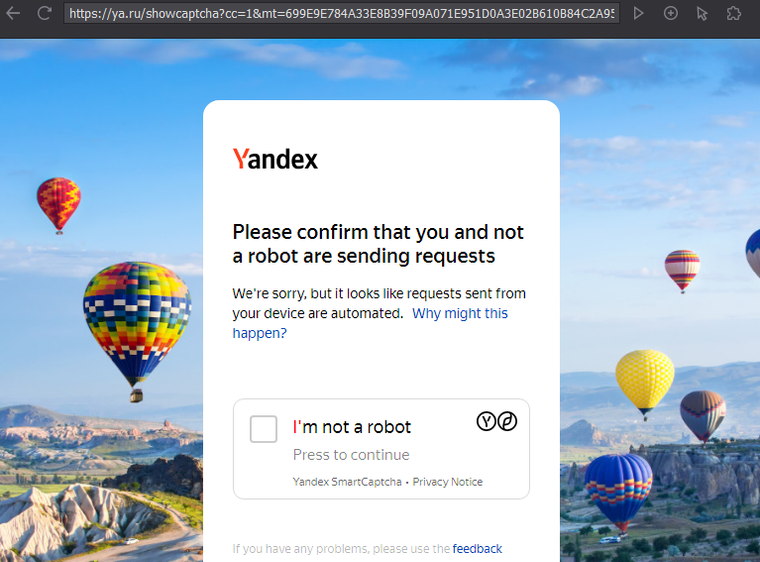 https://ya.ru/showcaptcha?cc=1&mt=699E9E784A33E8B39F09A071E951D0A3E02B610B84C2A95
Yandex
Please confirm that you and not
a robot are sending requests
We're sorry, but it looks like requests sent from
your device are automated. Why might this
happen?
I'm not a robot
Press to continue
Yandex SmartCaptcha • Privacy Notice
If you have any problems, please use the feedback